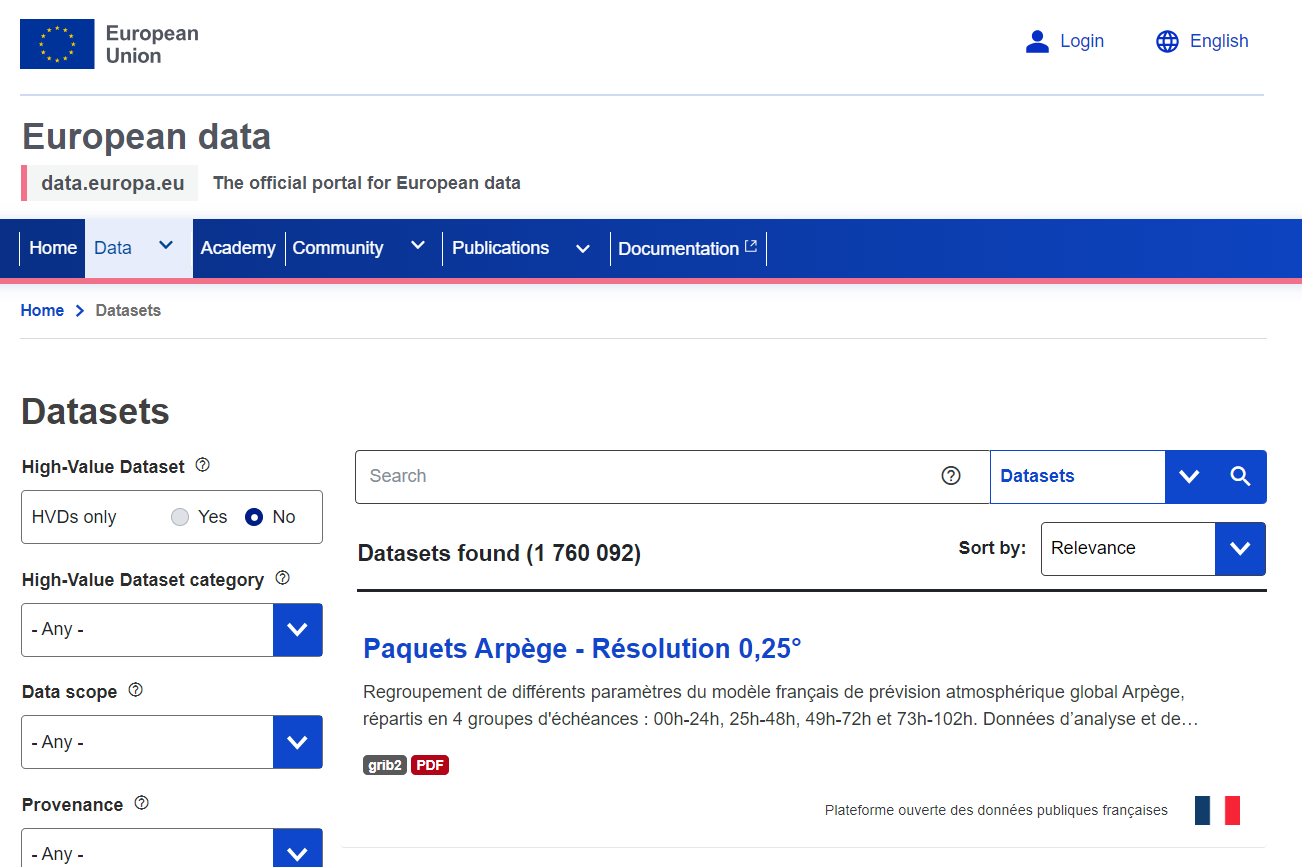 European
Union
Login
English
European data
data.europa.eu
The official portal for European data
Home
Data
Academy
Community
Publications
Documentation
Home
Datasets
Datasets
High-Value Dataset
HVDs only
Yes
No
High-Value Dataset category
- Any -
Data scope
- Any -
Provenance
- Any -
Search
Datasets
Datasets found (1 760 092)
Sort by:
Relevance
Paquets Arpège - Résolution 0,25°
Regroupement de différents paramètres du modèle français de prévision atmosphérique global Arpège,
répartis en 4 groupes d'échéances : 00h-24h, 25h-48h, 49h-72h et 73h-102h. Données d’analyse et de…
grib2
PDF
Plateforme ouverte des données publiques françaises